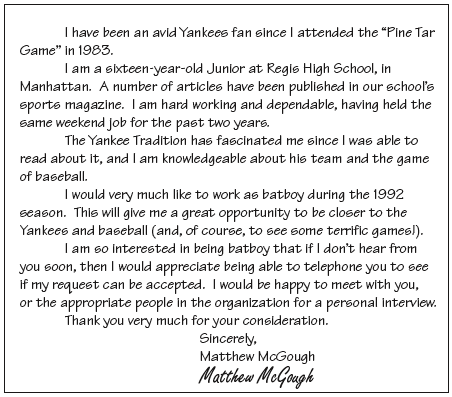 I have been an avid Yankees fan since I attended the “Pine Tar
Game” in 1983.
I am a sixteen-year-old Junior at Regis High School, in
Manhattan. A number of articles have been published in our school’s
sports magazine. I am hard working and dependable, having held the
same weekend job for the past two years.
The Yankee Tradition has fascinated me since I was able to
read about it, and I am knowledgeable about his team and the game
of baseball.
I would very much like to work as batboy during the 1992
season. This will give me a great opportunity to be closer to the
Yankees and baseball (and, of course, to see some terrific games!).
I am so interested in being batboy that if I don’t hear from
you soon, then I would appreciate being able to telephone you to see
if my request can be accepted. I would be happy to meet with you,
or the appropriate people in the organization for a personal interview.
Thank you very much for your consideration.
Sincerely,
Matthew McGough
Matthew McGough